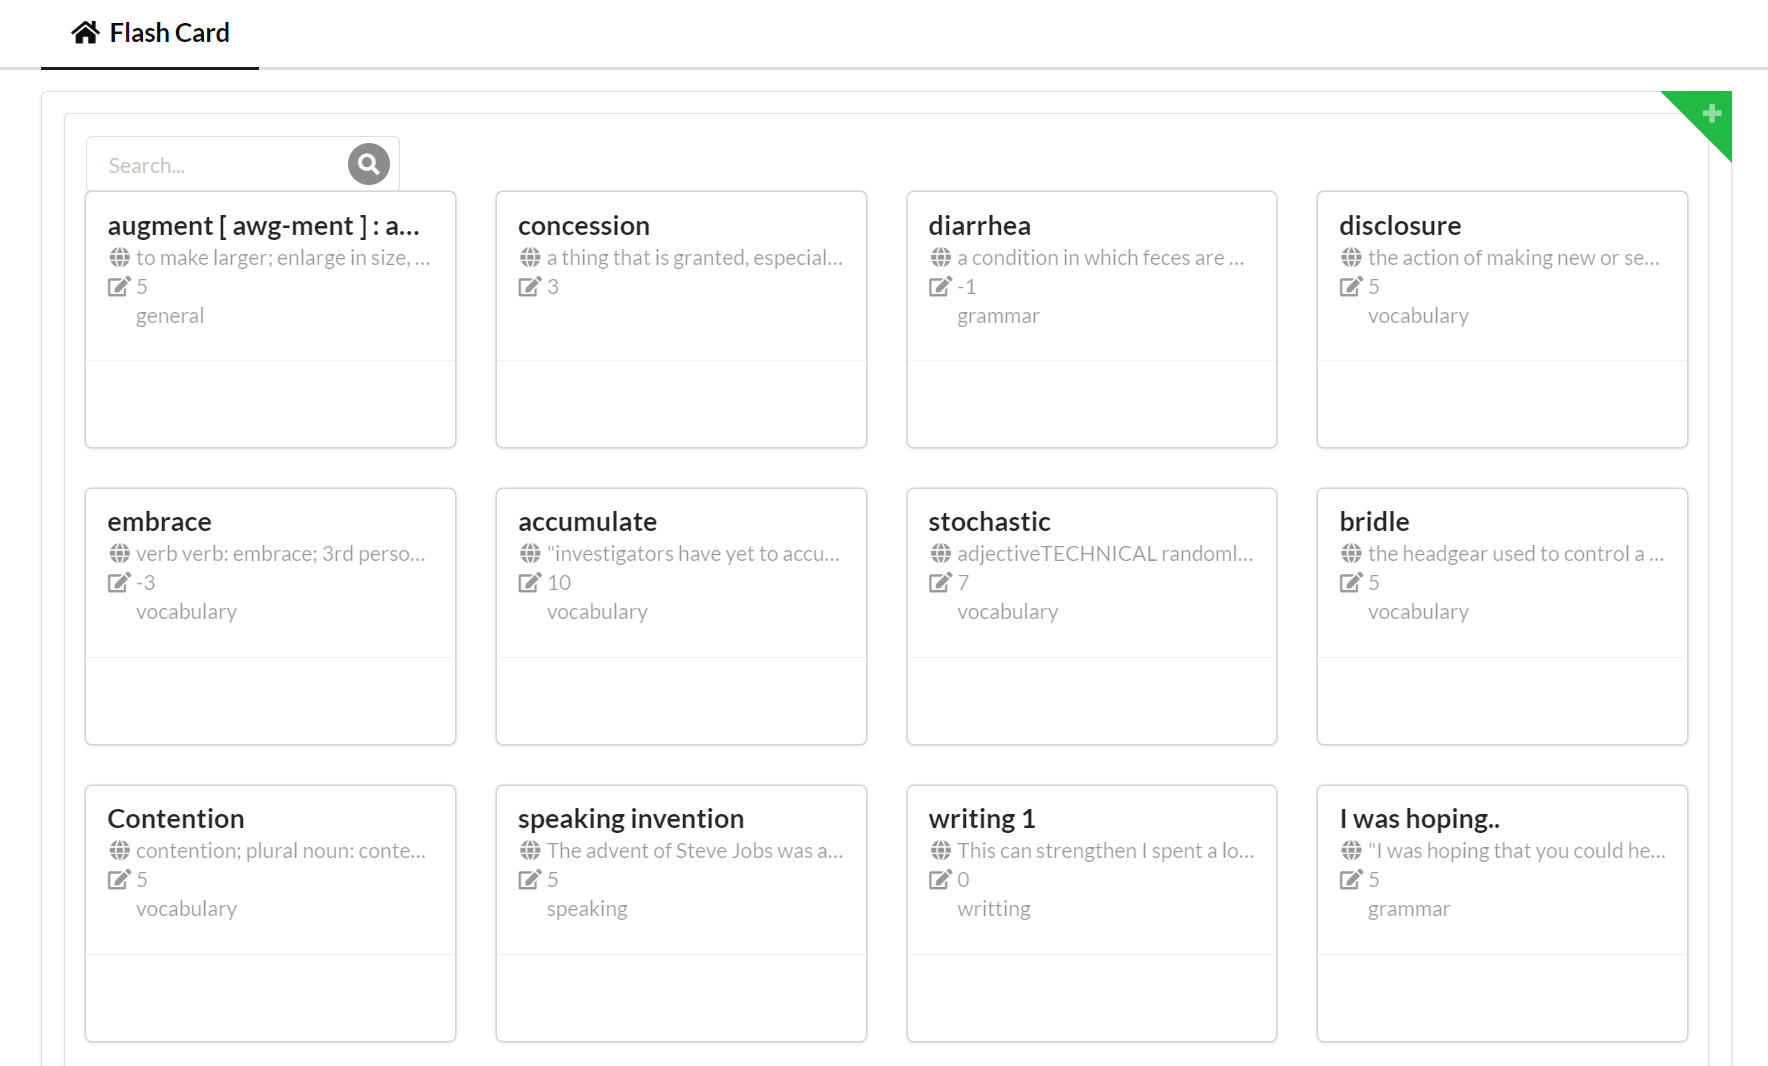 Flash Card
Search...
augment [ awg-ment ] : a...
to make larger; enlarge in size, ...
5
general
concession
a thing that is granted, especial...
3
diarrhea
a condition in which feces are ...
-1
grammar
disclosure
the action of making new or se...
5
vocabulary
embrace
verb verb: embrace; 3rd perso...
-3
vocabulary
accumulate
"investigators have yet to accu...
10
vocabulary
stochastic
adjectiveTECHNICAL randoml...
7
vocabulary
bridle
the headgear used to control a ...
5
vocabulary
Contention
contention; plural noun: conte...
5
vocabulary
speaking invention
The advent of Steve Jobs was a...
5
speaking
writing 1
This can strengthen I spent a lo...
0
writting
I was hoping..
"I was hoping that you could he...
5
grammar